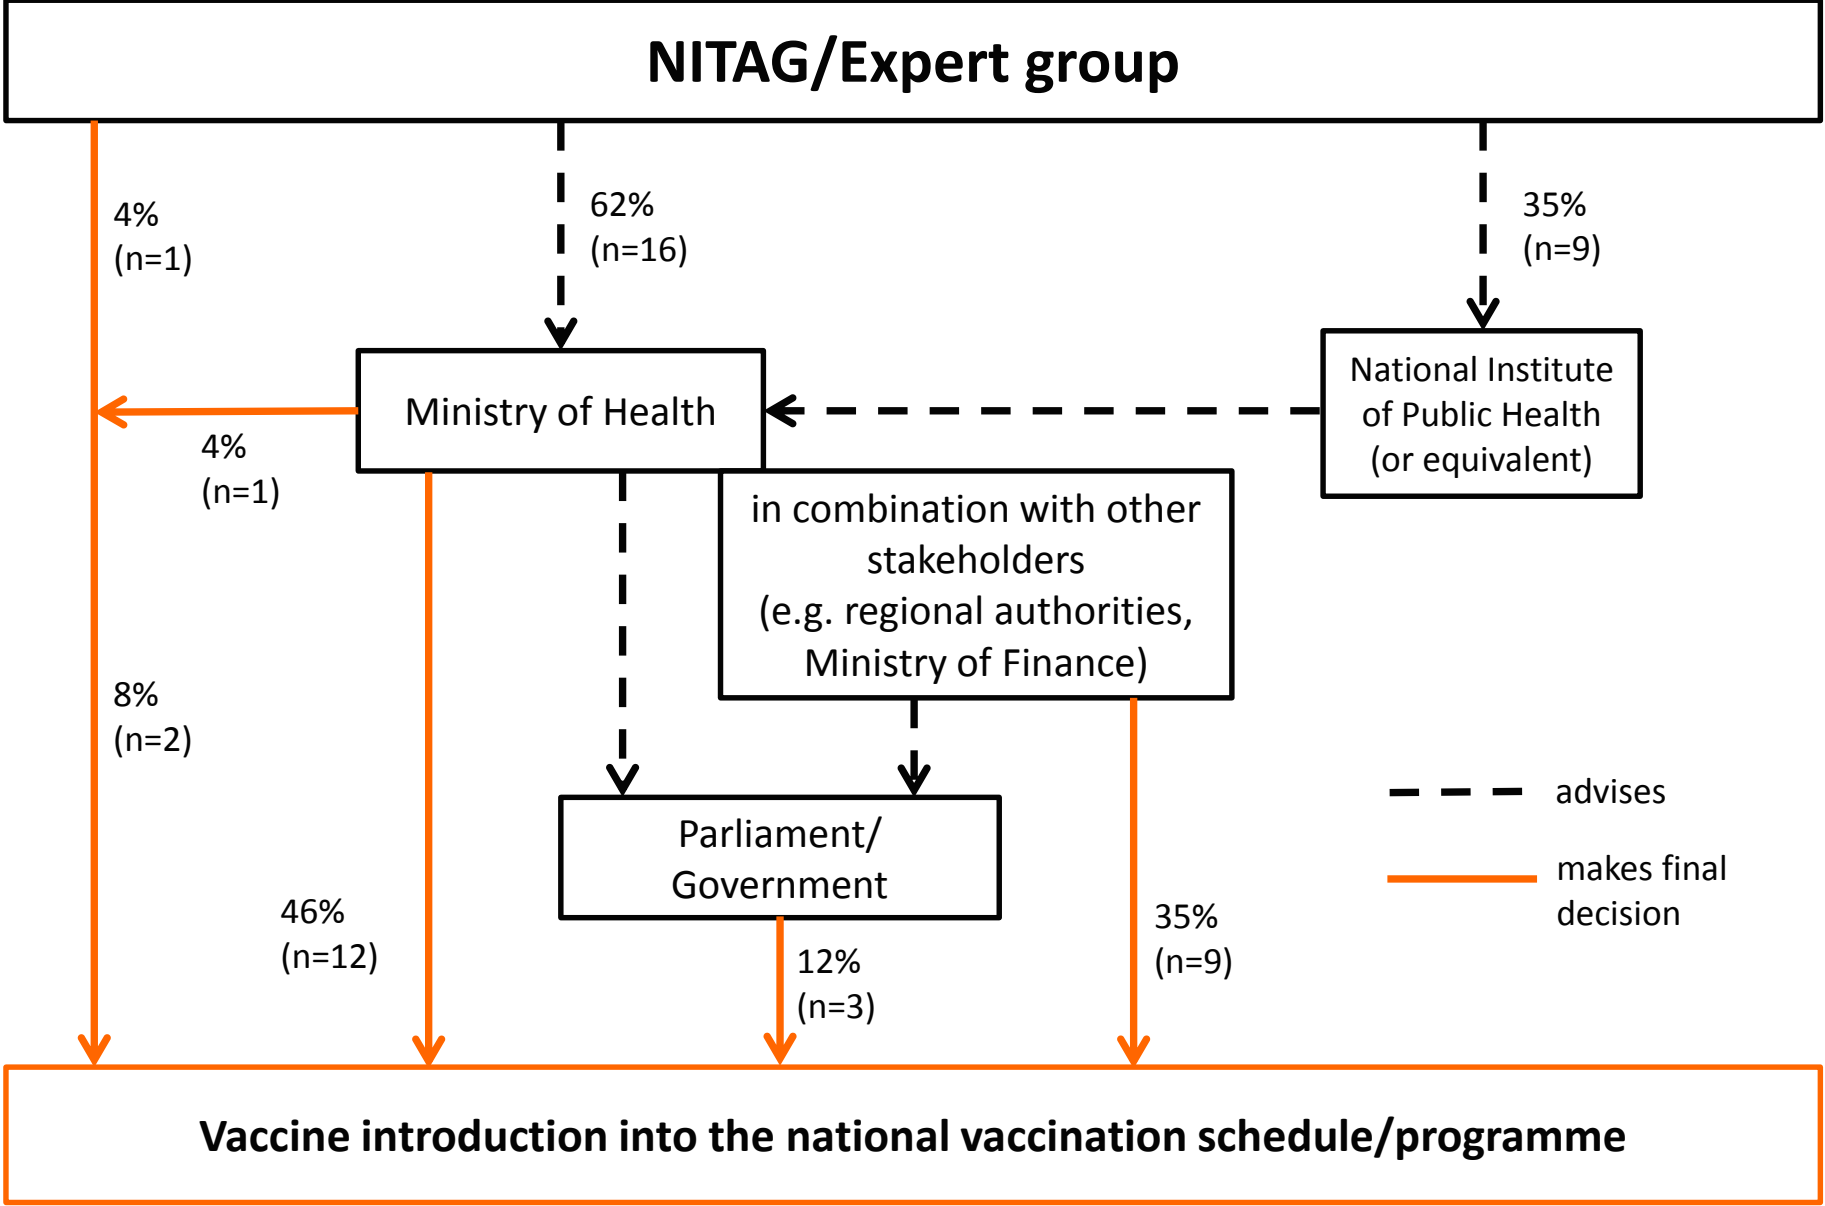 NITAG/Expert group
4%
(n=1)
62%
(n=16)
35%
(n=9)
Ministry of Health
National Institute
of Public Health
(or equivalent)
4%
(n=1)
in combination with other
stakeholders
(e.g. regional authorities,
Ministry of Finance)
8%
(n=2)
advises
Parliament/
Government
makes final
decision
46%
(n=12)
12%
(n=3)
35%
(n=9)
Vaccine introduction into the national vaccination schedule/programme